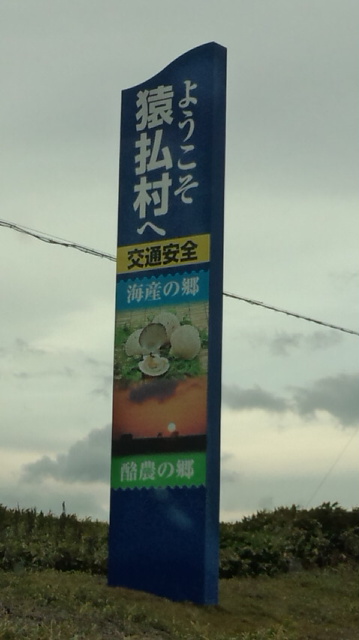 ようこそ
猿払村へ
交通安全
海産の郷
酪農の郷